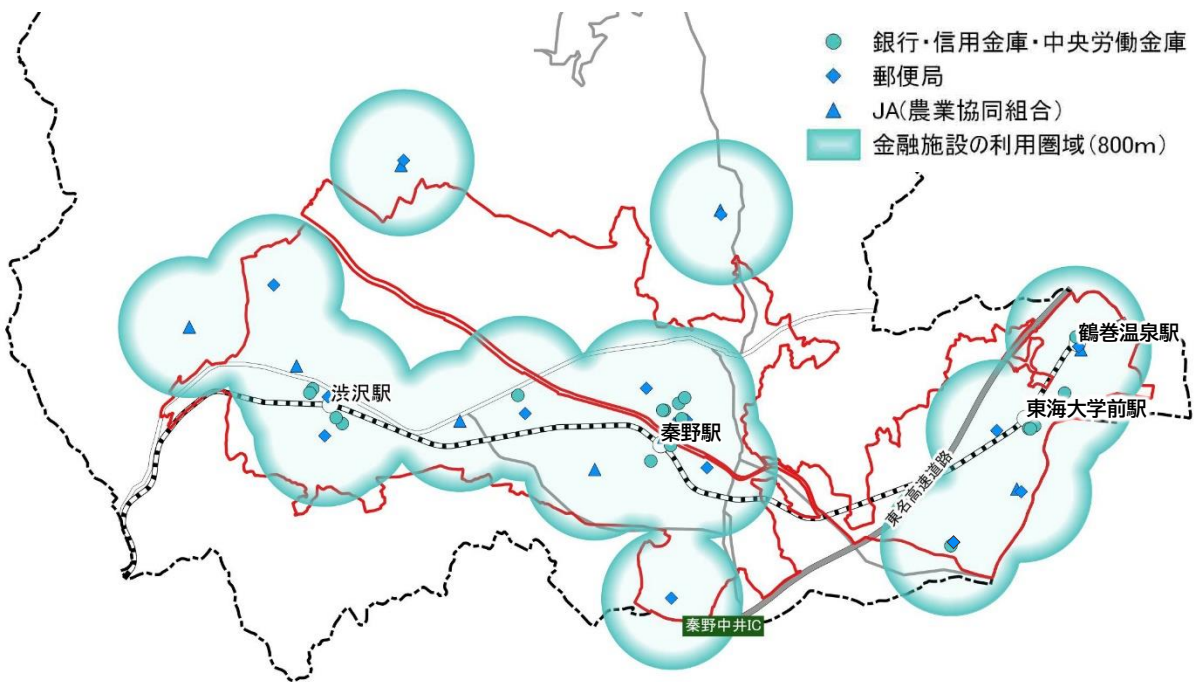 銀行・信用金庫・中央労働金庫
郵便局
JA(農業協同組合)
金融施設の利用圏域(800m)
鶴巻温泉駅
渋沢駅
東海大学前駅
秦野駅
東名高速道路
秦野中井IC